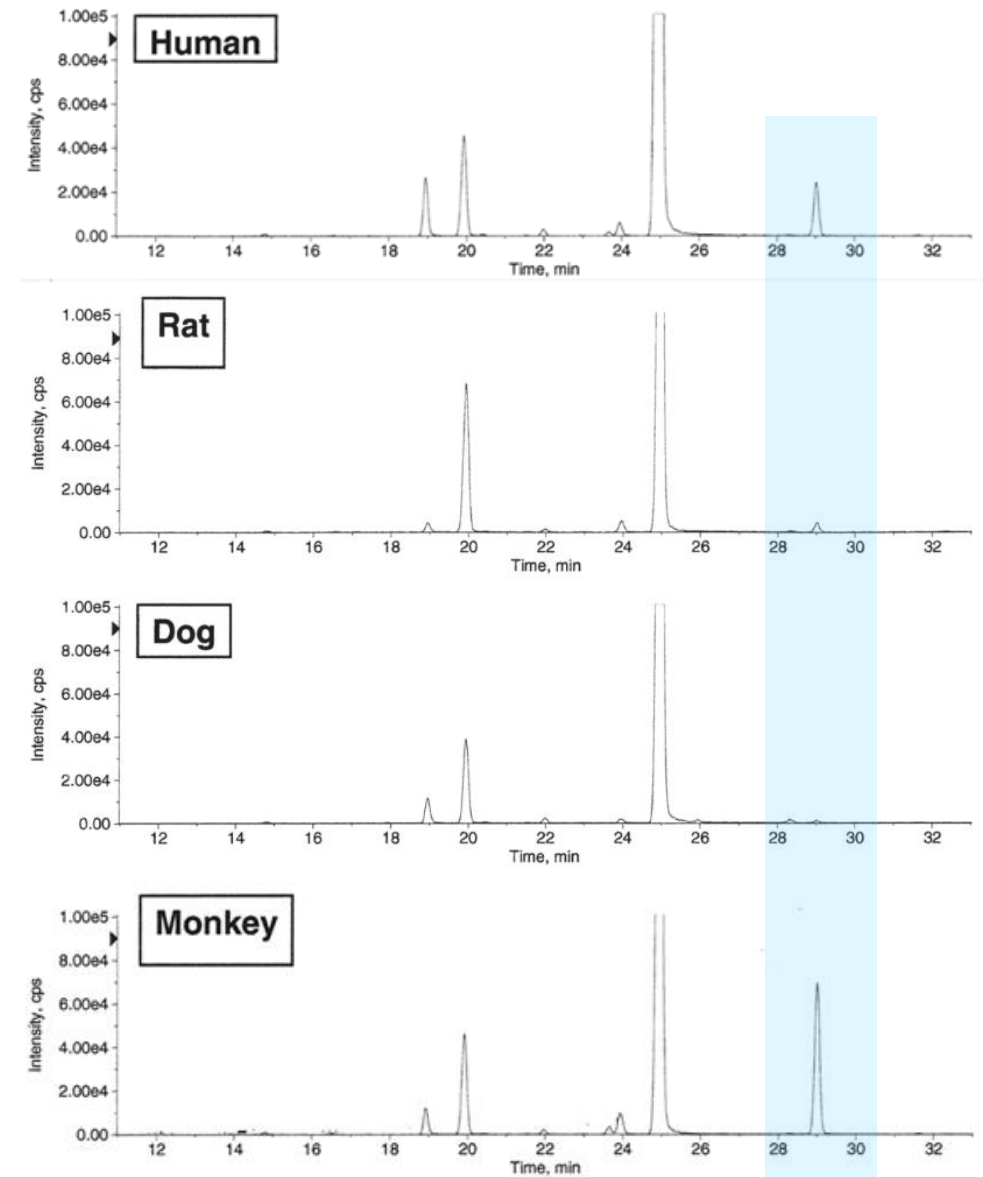 Human
1.00e5
8.00e4
6.00e4
4.00e4
2.00e4
0.00
Intensity, cps
12 14 16 18 20 22 24 26 28 30 32
Time, min
Rat
1.00e5
8.00e4
6.00e4
4.00e4
2.00e4
0.00
Intensity, cps
12 14 16 18 20 22 24 26 28 30 32
Time, min
Dog
1.00e5
8.00e4
6.00e4
4.00e4
2.00e4
0.00
Intensity, cps
12 14 16 18 20 22 24 26 28 30 32
Time, min
Monkey
1.00e5
8.00e4
6.00e4
4.00e4
2.00e4
0.00
Intensity, cps
12 14 16 18 20 22 24 26 28 30 32
Time, min